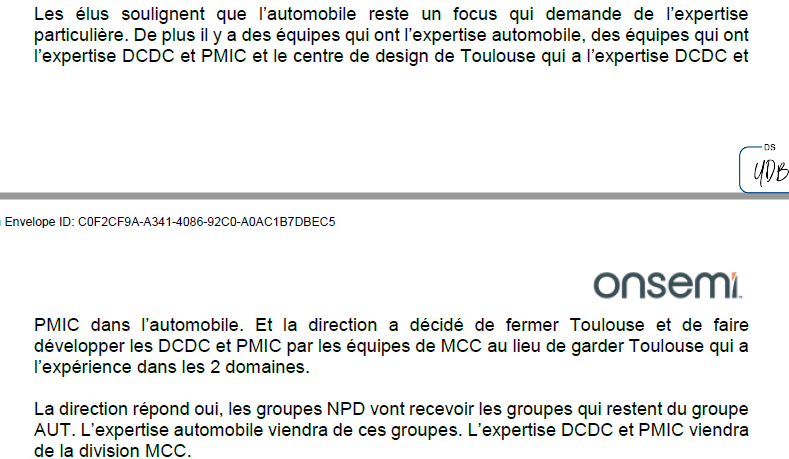 Les élus soulignent que l’automobile reste un focus qui demande de l’expertise
particulière. De plus il y a des équipes qui ont l’expertise automobile, des équipes qui ont
l’expertise DCDC et PMIC et le centre de design de Toulouse qui a l’expertise DCDC et
DS
YDB
Envelope ID: C0F2CF9A-A341-4086-92C0-A0AC1B7DBEC5
onsemi
PMIC dans l’automobile. Et la direction a décidé de fermer Toulouse et de faire
développer les DCDC et PMIC par les équipes de MCC au lieu de garder Toulouse qui a
l’expérience dans les 2 domaines.
La direction répond oui, les groupes NPD vont recevoir les groupes qui restent du groupe
AUT. L’expertise automobile viendra de ces groupes. L’expertise DCDC et PMIC viendra
de la division MCC.